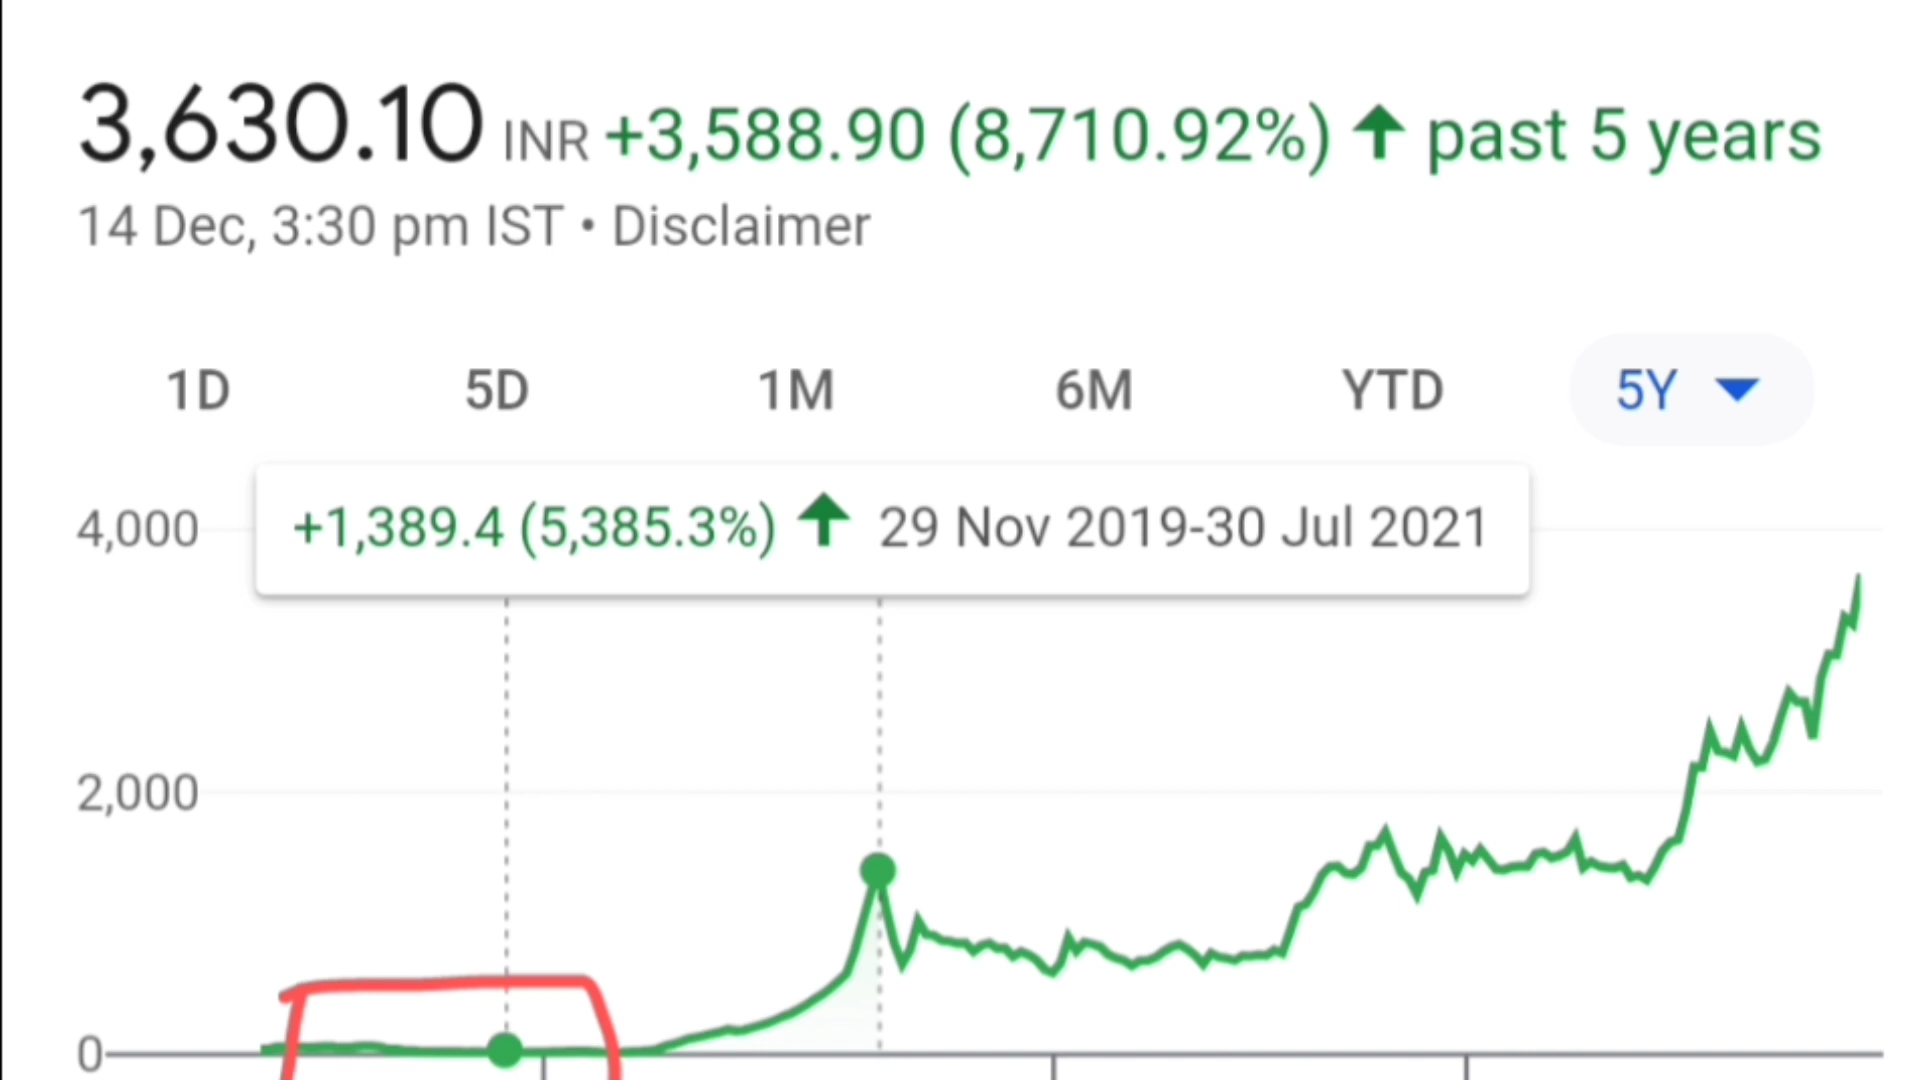 3,630.10 INR +3,588.90 (8,710.92%) ↑ past 5 years
14 Dec, 3:30 pm IST • Disclaimer
1D 5D 1M 6M YTD 5Y
+1,389.4 (5,385.3%) ↑ 29 Nov 2019-30 Jul 2021
4,000
2,000
0